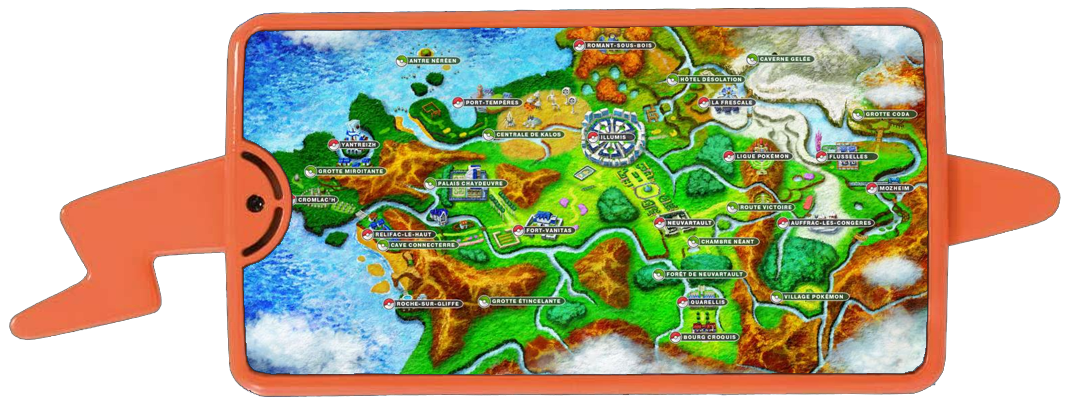 ROMANT-SOUS-BOIS
ANTRE NÉRÉEN
CAVERNE GELÉE
HÔTEL DÉSOLATION
PORT-TEMPÈRES
LA FRESCALE
GROTTE CODA
CENTRALE DE KALOS
ILLUMIS
YANTREIZH
LIGUE POKÉMON
FLUSSELLES
GROTTE MIROITANTE
PALAIS CHAYDEUVRE
MOZHEIM
CROMLAC'H
ROUTE VICTOIRE
NEUVARTAULT
AUFFRAC-LES-CONGÈRES
RELIFAC-LE-HAUT
FORT-VANITAS
CAVE CONNECTERRE
CHAMBRE NÉANT
FORÊT DE NEUVARTAULT
ROCHE-SUR-GLIFFE
GROTTE ÉTINCELANTE
QUARELLIS
VILLAGE POKÉMON
BOURG CROQUIS